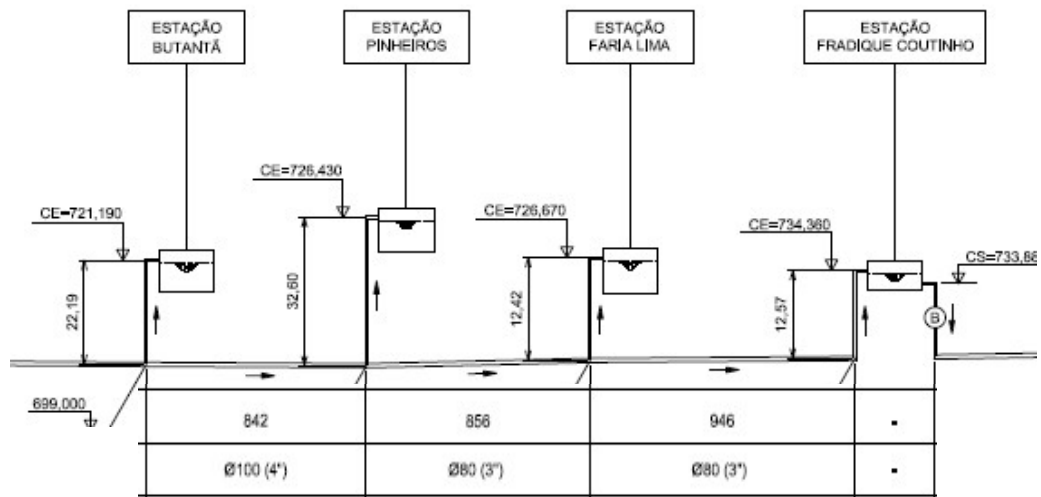 ESTAÇÃO
BUTANTÃ
ESTAÇÃO
PINHEIROS
ESTAÇÃO
FARIA LIMA
ESTAÇÃO
FRADIQUE COUTINHO
CE=726,430
CE=721,190
CE=726,670
CE=734,360
CS=733,88
22,19
32,60
12,42
12,57
B
699,000
842
856
946
-
Ø100 (4")
Ø80 (3")
Ø80 (3")
-